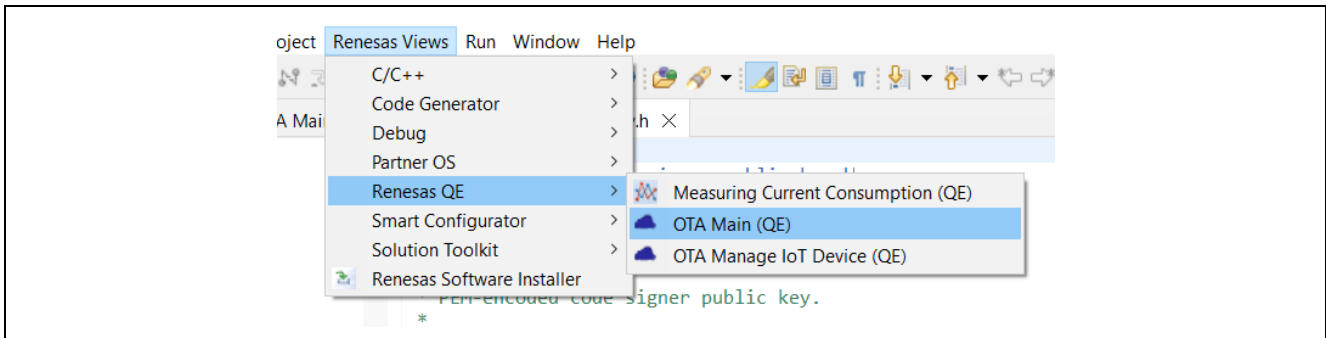 oject Renesas Views Run Window Help
C/C++
Code Generator
A Mai
.h
Debug
Partner OS
Renesas QE
Measuring Current Consumption (QE)
Smart Configurator
OTA Main (QE)
Solution Toolkit
OTA Manage IoT Device (QE)
Renesas Software Installer
* PEM-encoded code signer public key.
*